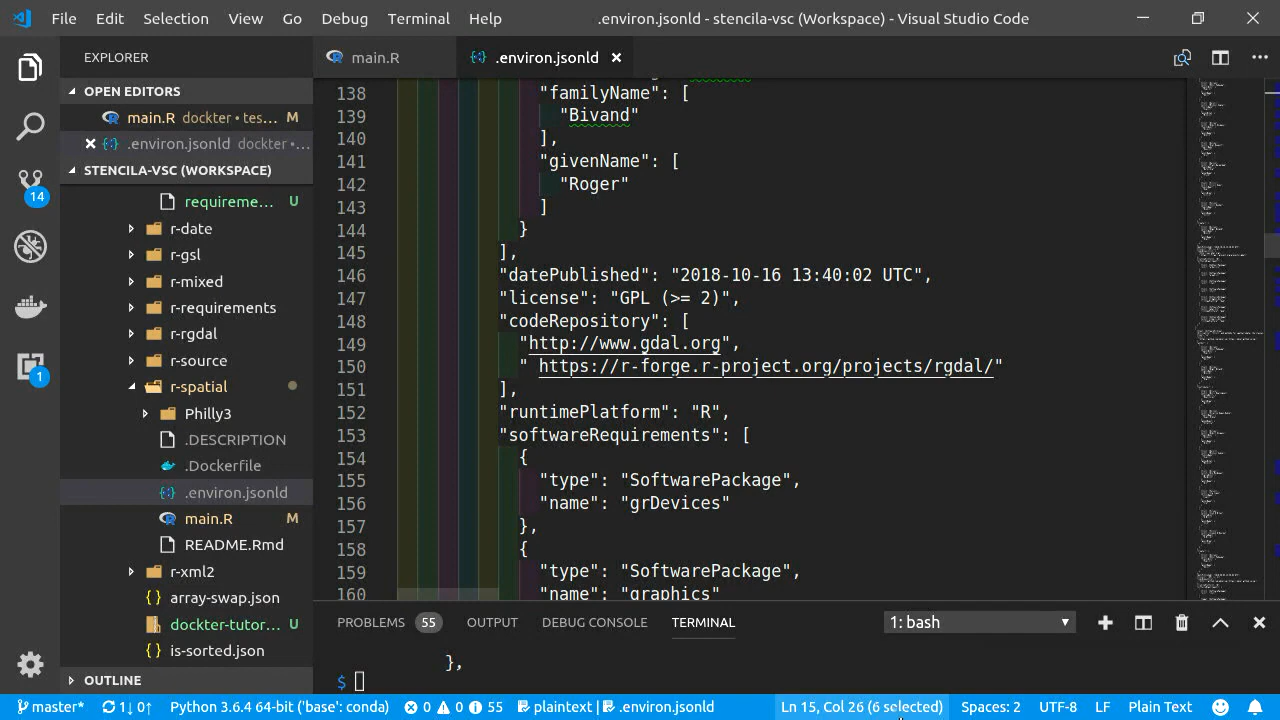 File Edit Selection View Go Debug Terminal Help .environ.jsonld - stencila-vsc (Workspace) - Visual Studio Code
EXPLORER
OPEN EDITORS
main.R dockter • tes... M
.environ.jsonld dockter •...
STENCILA-VSC (WORKSPACE)
requireme... U
r-date
r-gsl
r-mixed
r-requirements
r-rgdal
r-source
r-spatial
Philly3
.DESCRIPTION
.Dockerfile
.environ.jsonld
main.R M
README.Rmd
r-xml2
array-swap.json
dockter-tutor... U
is-sorted.json
OUTLINE
14
1
main.R .environ.jsonld
138 "familyName": [
139 "Bivand"
140 ],
141 "givenName": [
142 "Roger"
143 ]
144 }
145 ],
146 "datePublished": "2018-10-16 13:40:02 UTC",
147 "license": "GPL (>= 2)",
148 "codeRepository": [
149 "http://www.gdal.org",
150 " https://r-forge.r-project.org/projects/rgdal/"
151 ],
152 "runtimePlatform": "R",
153 "softwareRequirements": [
154 {
155 "type": "SoftwarePackage",
156 "name": "grDevices"
157 },
158 {
159 "type": "SoftwarePackage",
160 "name": "graphics"
PROBLEMS 55 OUTPUT DEBUG CONSOLE TERMINAL 1: bash
},
$
master* 1↓ 0↑ Python 3.6.4 64-bit ('base': conda) 0 0 55 plaintext | .environ.jsonld Ln 15, Col 26 (6 selected) Spaces: 2 UTF-8 LF Plain Text